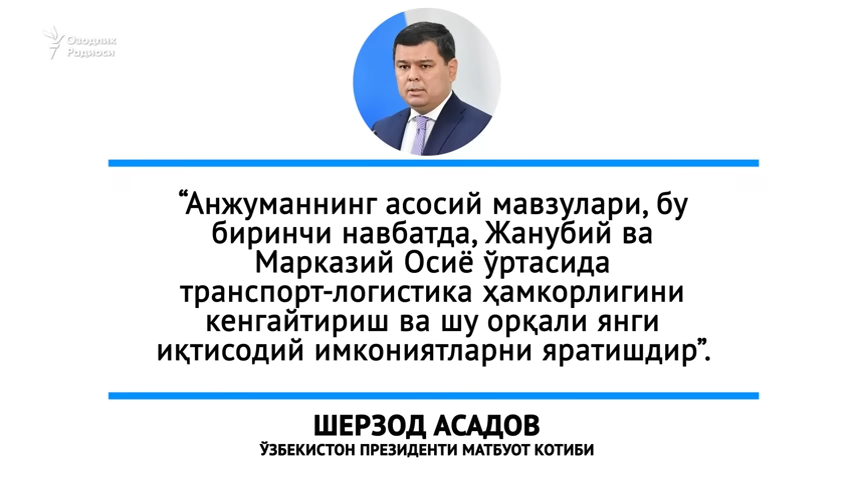 Озодлик
Радиоси
“Анжуманнинг асосий мавзулари, бу
биринчи навбатда, Жанубий ва
Марказий Осиё ўртасида
транспорт-логистика ҳамкорлигини
кенгайтириш ва шу орқали янги
иқтисодий имкониятларни яратишдир”.
ШЕРЗОД АСАДОВ
ЎЗБЕКИСТОН ПРЕЗИДЕНТИ МАТБУОТ КОТИБИ